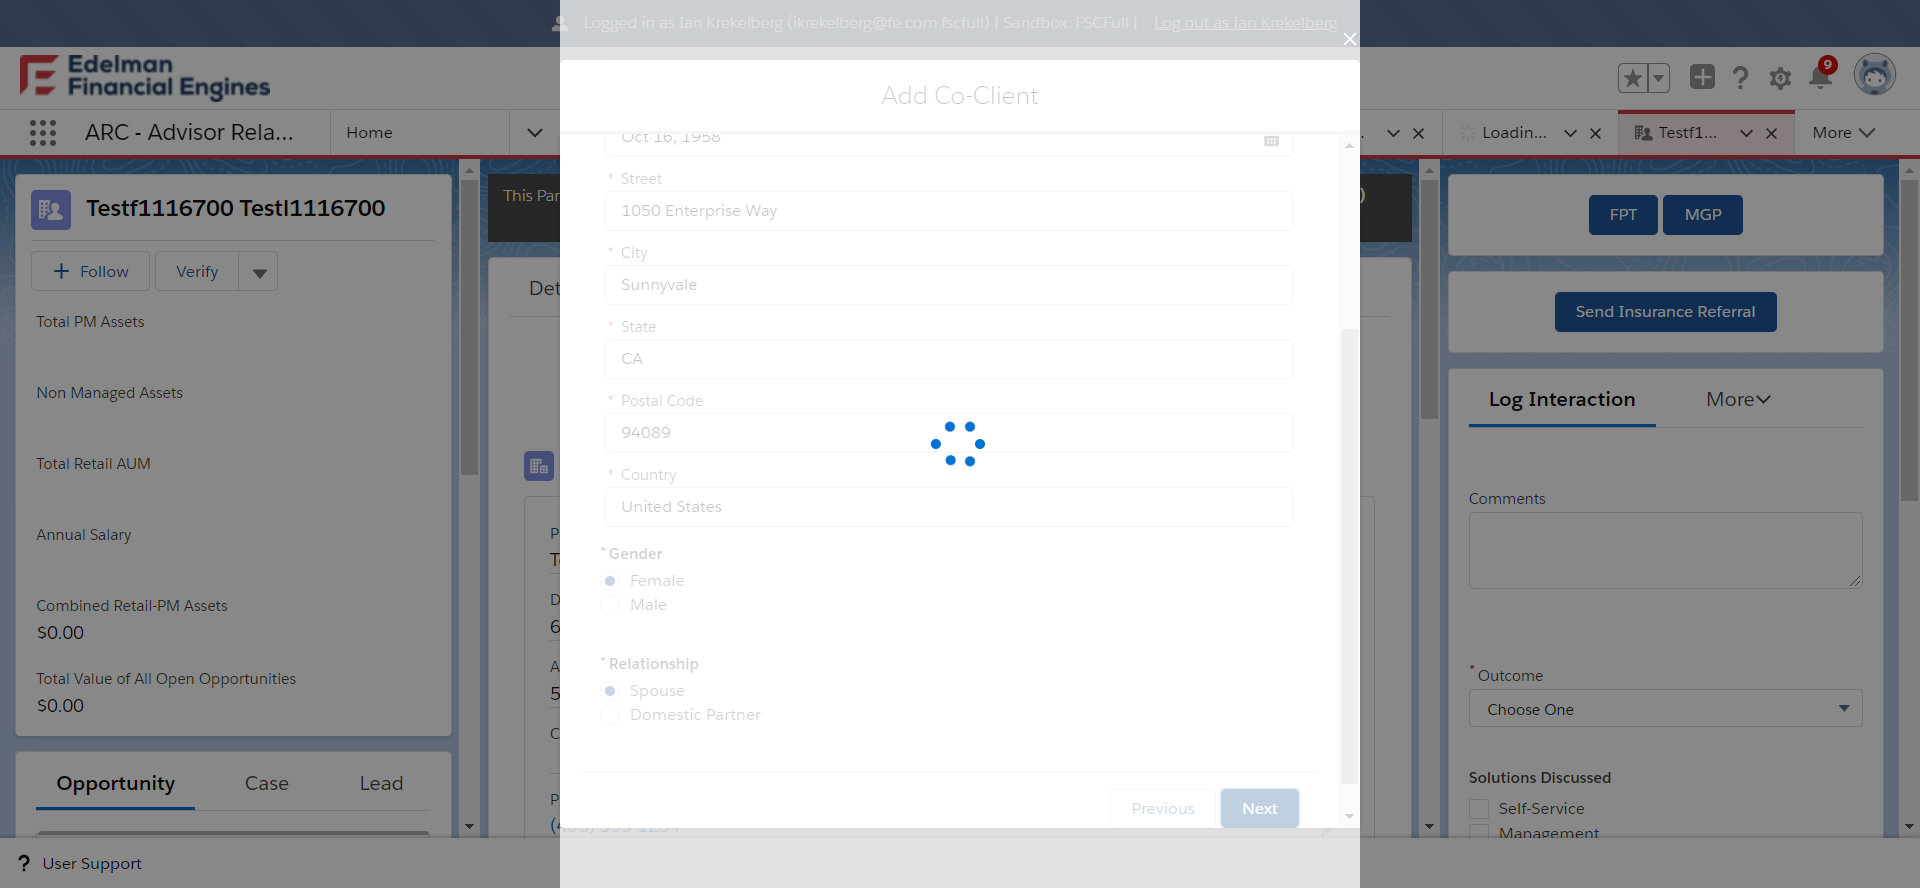 Logged in as Ian Krekelberg (ikrekelberg@fe.com.fscfull) | Sandbox: FSCFull | Log out as Ian Krekelberg
Edelman
Financial Engines
9
ARC - Advisor Rela...
Home
Loadin...
Testf1...
More
Add Co-Client
Testf1116700 Testl1116700
Follow
Verify
Total PM Assets
Non Managed Assets
Total Retail AUM
Annual Salary
Combined Retail-PM Assets
$0.00
Total Value of All Open Opportunities
$0.00
Opportunity
Case
Lead
This Par
Det
Oct 16, 1958
* Street
1050 Enterprise Way
* City
Sunnyvale
* State
CA
* Postal Code
94089
* Country
United States
* Gender
Female
Male
* Relationship
Spouse
Domestic Partner
Previous
Next
FPT
MGP
Send Insurance Referral
Log Interaction
More
Comments
* Outcome
Choose One
Solutions Discussed
Self-Service
Management
? User Support